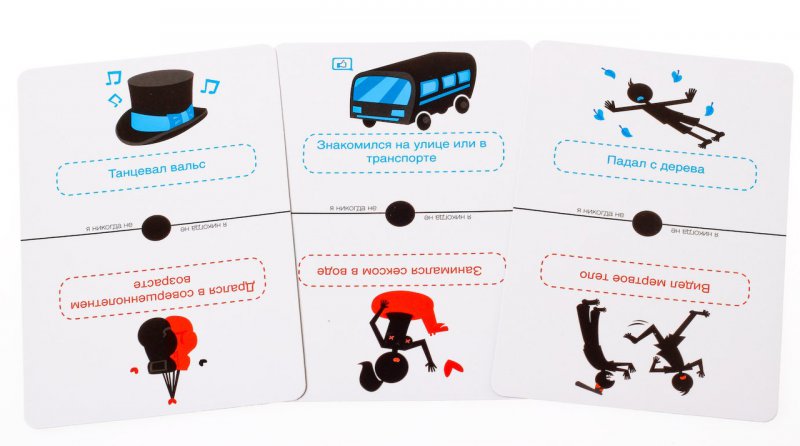 Танцевал вальс
я никогда не
я никогда не
Дрался в совершеннолетнем
возрасте
Знакомился на улице или в
транспорте
я никогда не
я никогда не
Занимался сексом в воде
Падал с дерева
я никогда не
я никогда не
Видел мертвое тело